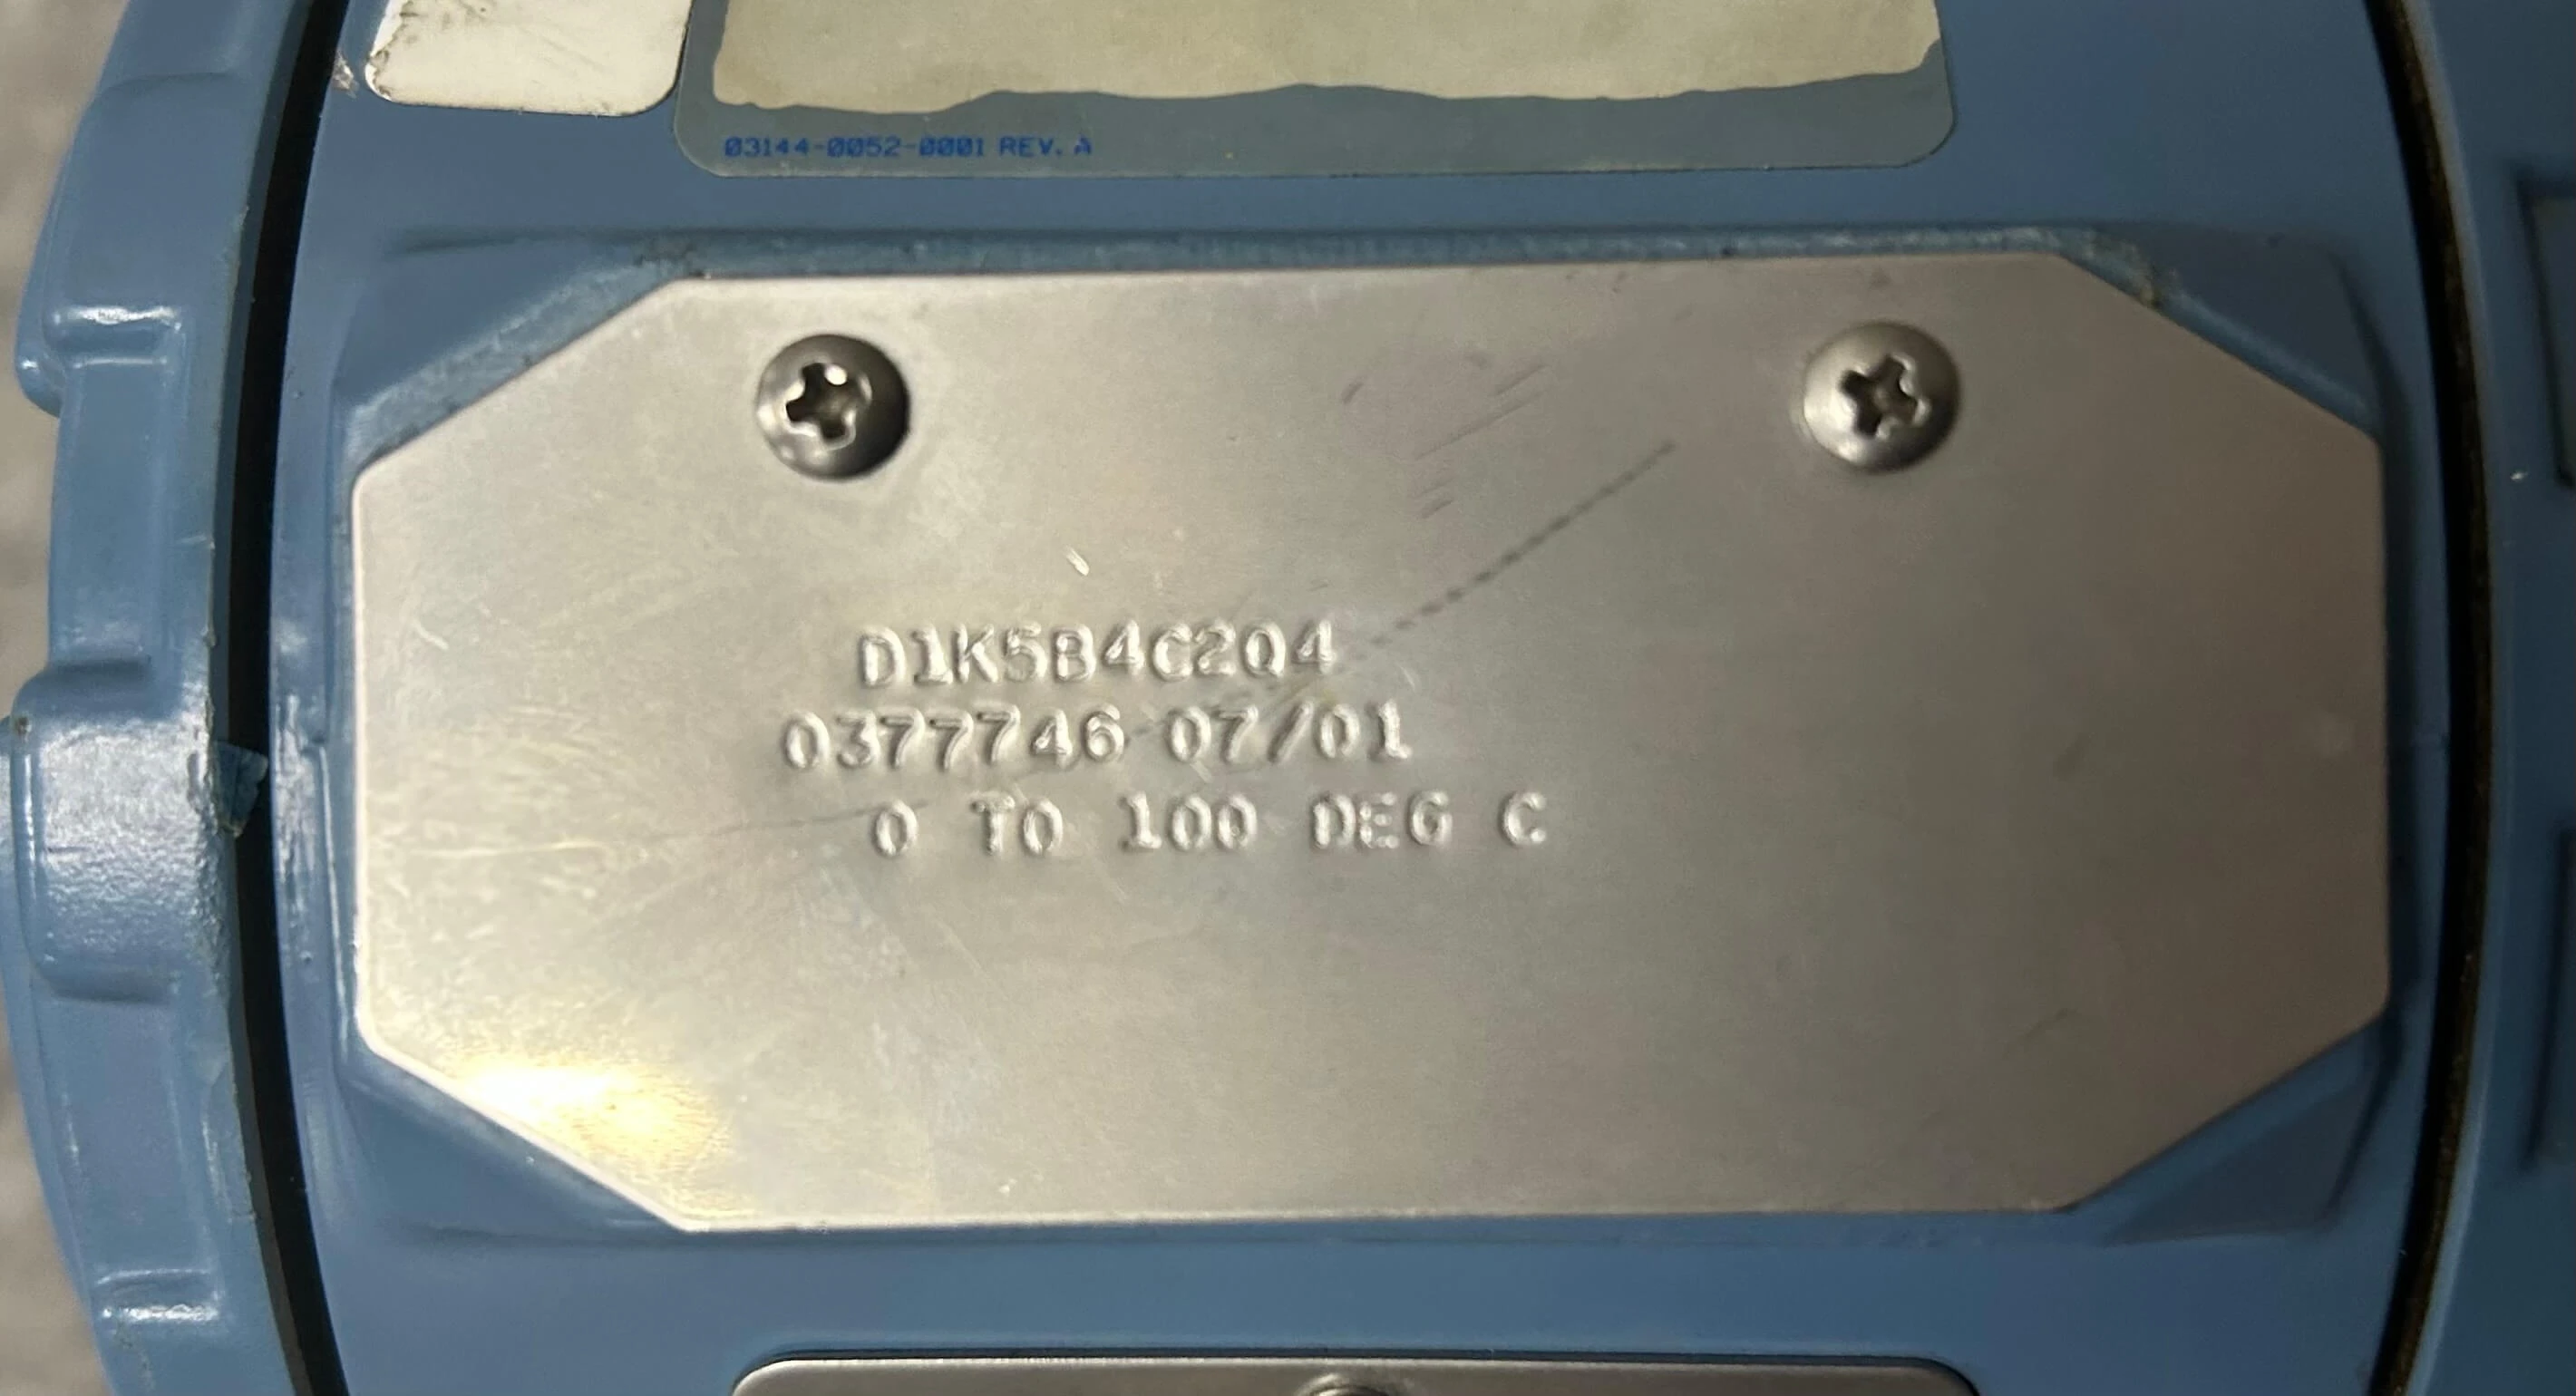 03144-0052-0001 REV. A
D1K5B4C2Q4
0377746 07/01
0 TO 100 DEG C